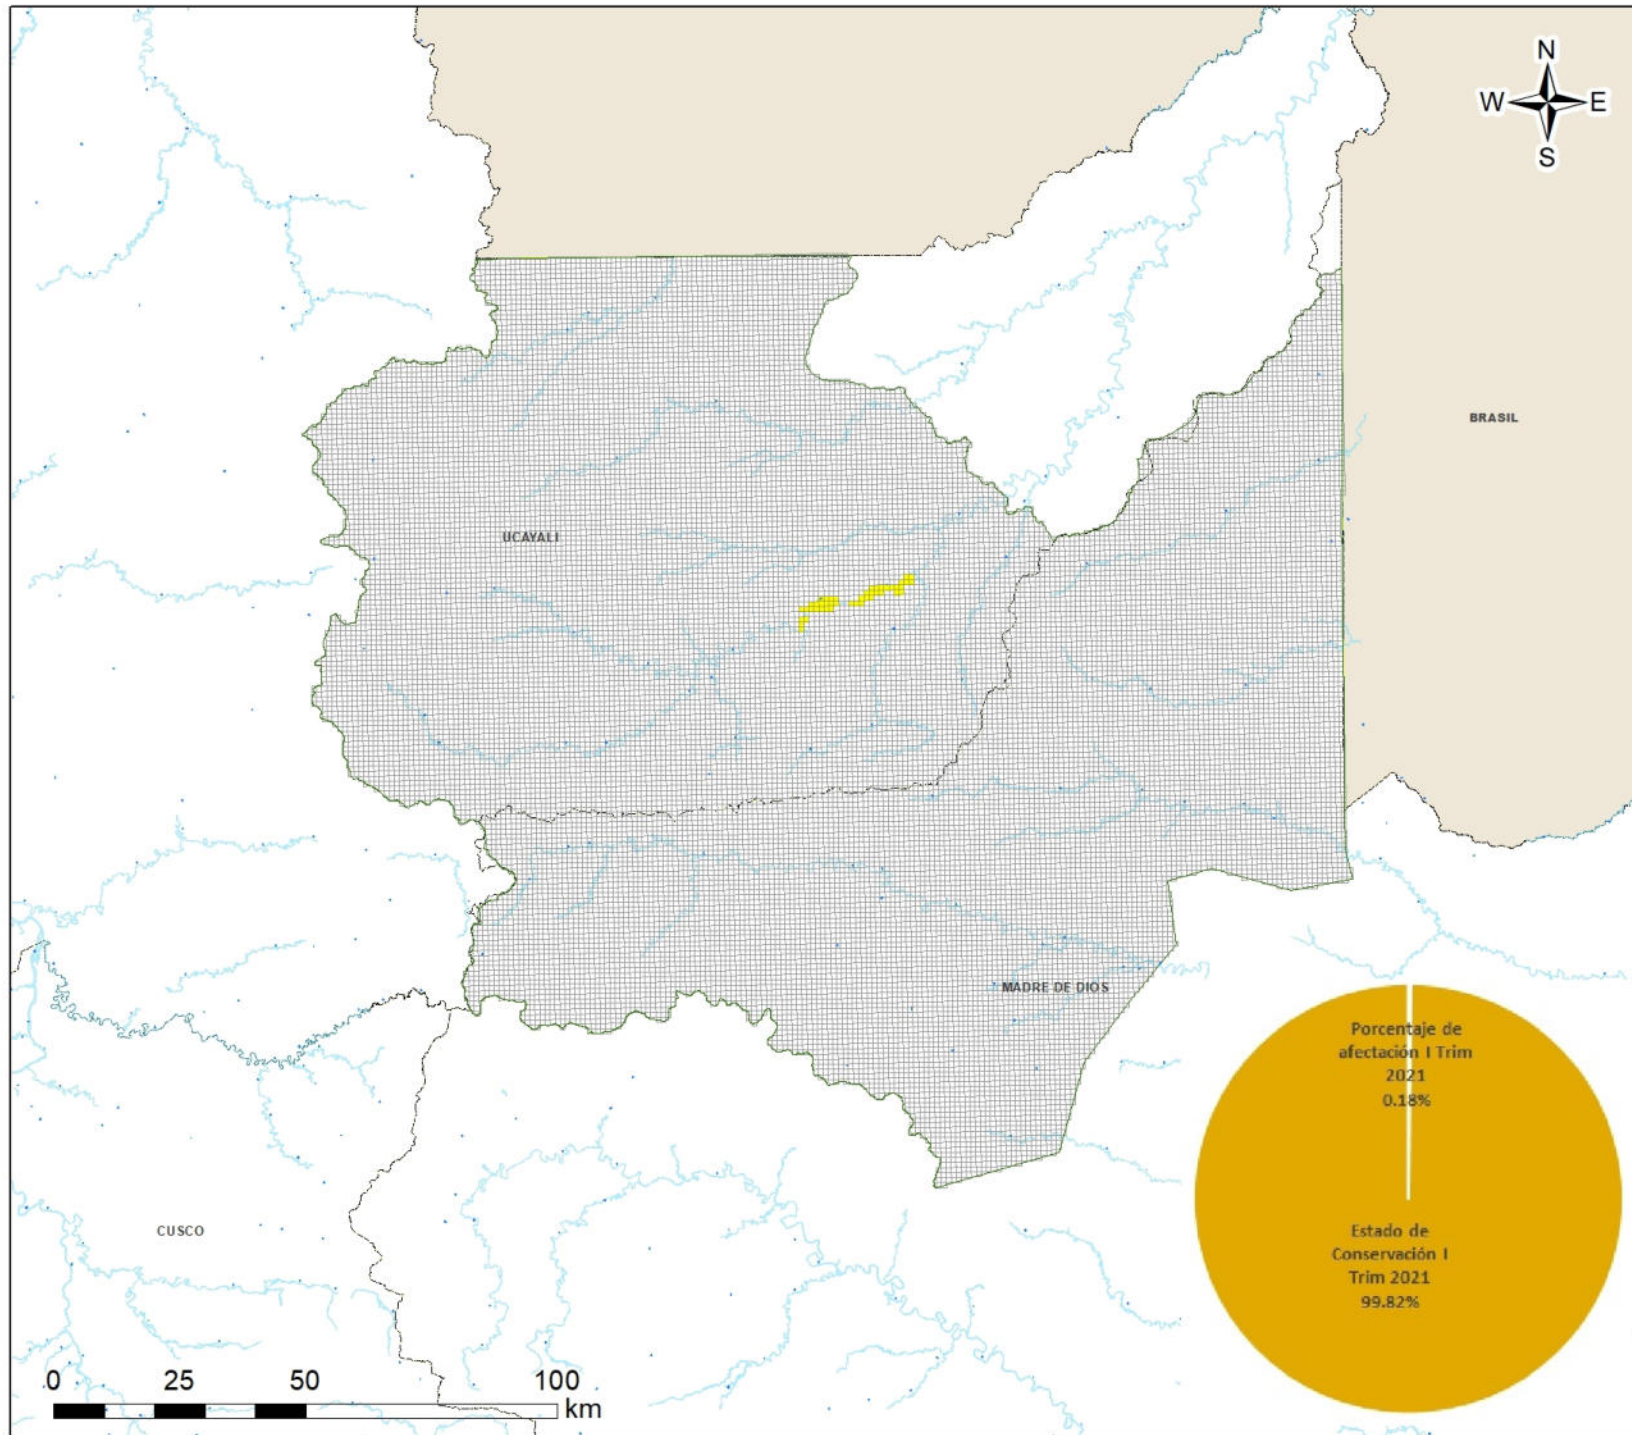 N
W E
S
BRASIL
UCAYALI
MADRE DE DIOS
Porcentaje de
afectación I Trim
2021
0.18%
Estado de
Conservación I
Trim 2021
99.82%
CUSCO
0 25 50 100
km